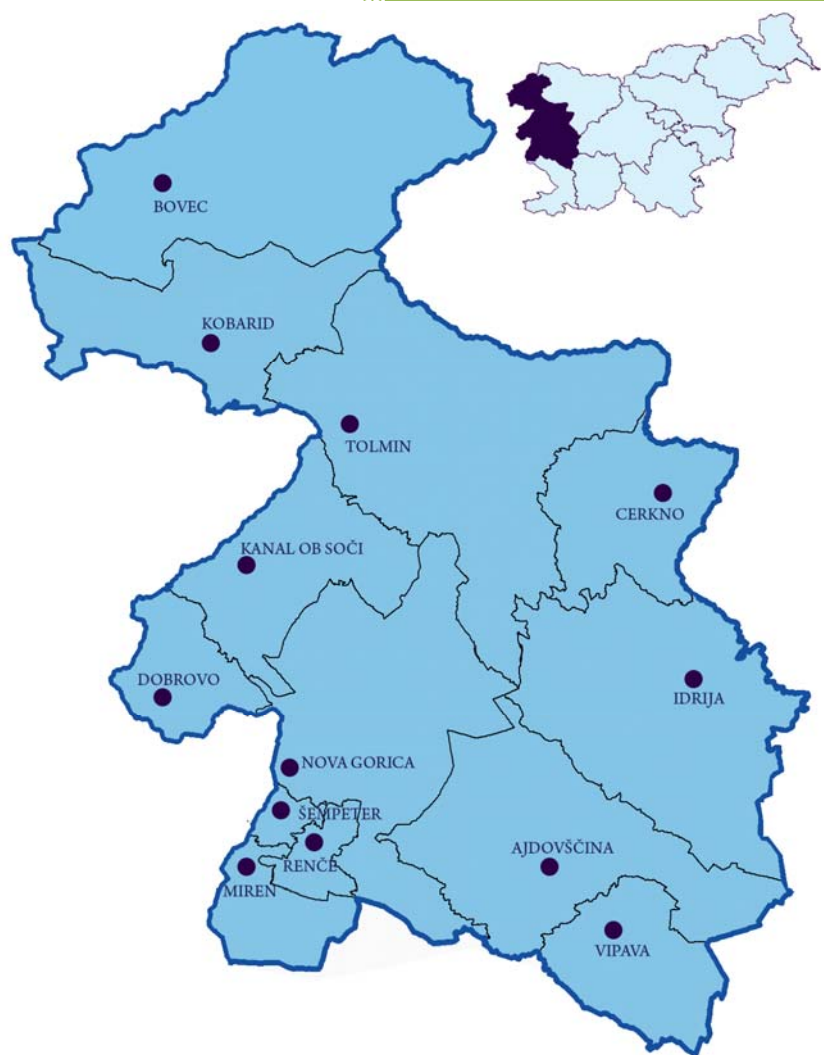 BOVEC
KOBARID
TOLMIN
CERKNO
KANAL OB SOČI
DOBROVO
IDRIJA
NOVA GORICA
ŠEMPETER
RENČE
AJDOVŠČINA
MIREN
VIPAVA